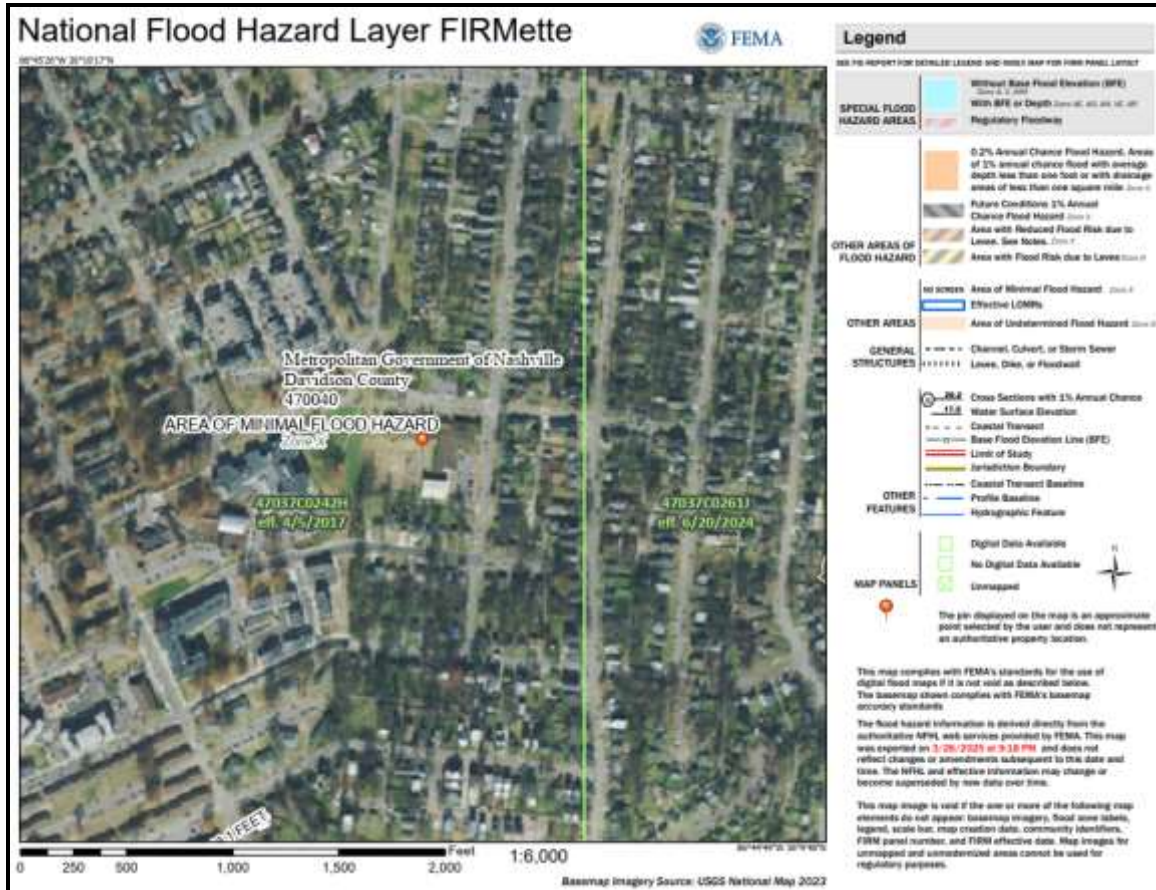 National Flood Hazard Layer FIRMette
FEMA
Legend
SEE FIS REPORT FOR DETAILED LEGEND AND INDEX MAP FOR FIRM PANEL LAYOUT
SPECIAL FLOOD
HAZARD AREAS
Without Base Flood Elevation (BFE)
With BFE or Depth
Regulatory Floodway
OTHER AREAS OF
FLOOD HAZARD
0.2% Annual Chance Flood Hazard, Areas
of 1% annual chance flood with average
depth less than one foot or with drainage
areas of less than one square mile
Future Conditions 1% Annual
Chance Flood Hazard
Area with Reduced Flood Risk due to
Levee. See Notes.
Area with Flood Risk due to Levee
OTHER AREAS
NO SCREEN Area of Minimal Flood Hazard
Effective LOMRs
Area of Undetermined Flood Hazard
GENERAL
STRUCTURES
Channel, Culvert, or Storm Sewer
Levee, Dike, or Floodwall
OTHER
FEATURES
20.2 Cross Sections with 1% Annual Chance
17.5 Water Surface Elevation
Coastal Transect
Base Flood Elevation Line (BFE)
Limit of Study
Jurisdiction Boundary
Coastal Transect Baseline
Profile Baseline
Hydrographic Feature
MAP PANELS
Digital Data Available
No Digital Data Available
Unmapped
N
The pin displayed on the map is an approximate
point selected by the user and does not represent
an authoritative property location.
This map complies with FEMA's standards for the use of
digital flood maps if it is not void as described below.
The basemap shown complies with FEMA's basemap
accuracy standards
The flood hazard information is derived directly from the
authoritative NFHL web services provided by FEMA. This map
was exported on 3/26/2025 at 9:18 PM and does not
reflect changes or amendments subsequent to this date and
time. The NFHL and effective information may change or
become superseded by new data over time.
This map image is void if the one or more of the following map
elements do not appear: basemap imagery, flood zone labels,
legend, scale bar, map creation date, community identifiers,
FIRM panel number, and FIRM effective date. Map images for
unmapped and unmodernized areas cannot be used for
regulatory purposes.
Metropolitan Government of Nashville
Davidson County
470040
AREA OF MINIMAL FLOOD HAZARD
Zone X
47037C0242H
eff. 4/5/2017
47037C0261J
eff. 6/20/2024
FEET
0 250 500 1,000 1,500 2,000
Feet
1:6,000
Basemap Imagery Source: USGS National Map 2023